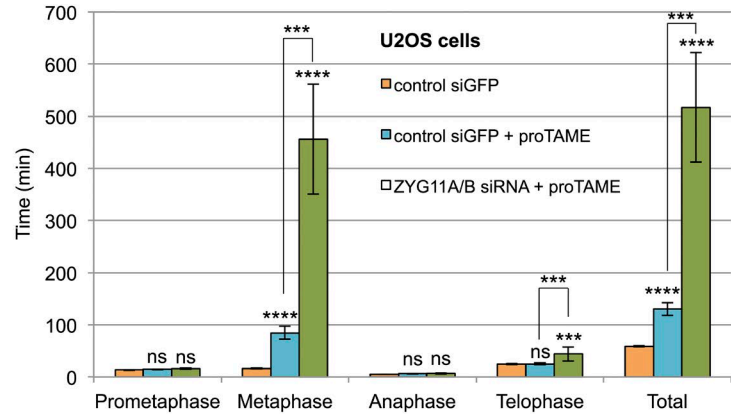 700
600
500
400
300
200
100
0
Time (min)
U2OS cells
control siGFP
control siGFP + proTAME
ZYG11A/B siRNA + proTAME
ns ns
****
***
****
ns ns
ns
***
***
****
***
****
Prometaphase Metaphase Anaphase Telophase Total